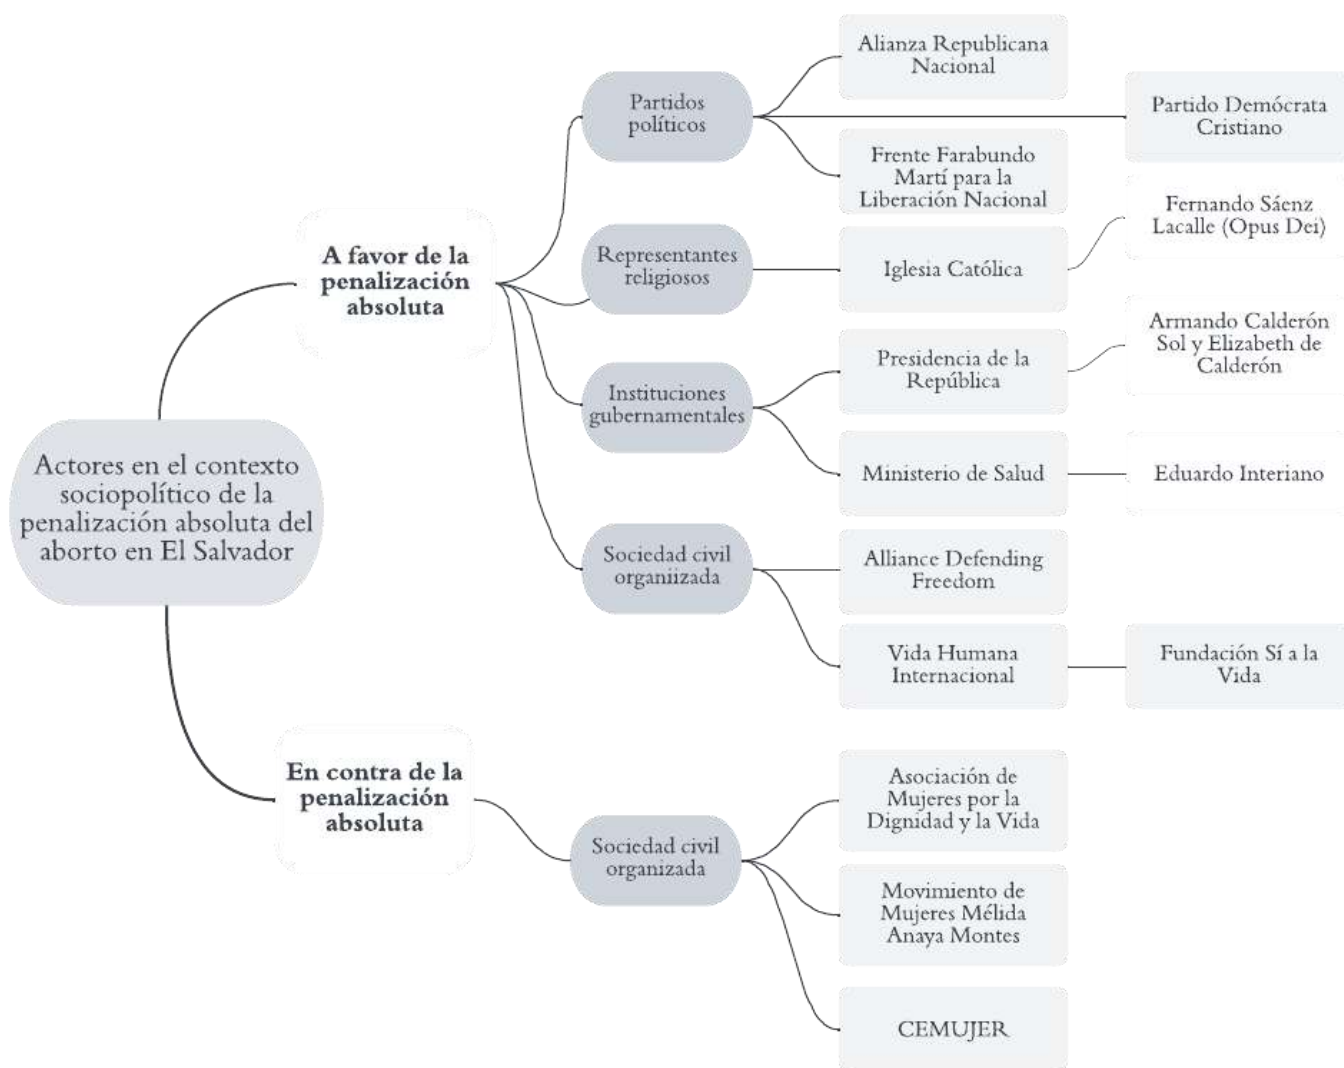 Actores en el contexto
sociopolítico de la
penalización absoluta del
aborto en El Salvador
A favor de la
penalización
absoluta
Partidos
políticos
Alianza Republicana
Nacional
Partido Demócrata
Cristiano
Frente Farabundo
Martí para la
Liberación Nacional
Representantes
religiosos
Iglesia Católica
Fernando Sáenz
Lacalle (Opus Dei)
Instituciones
gubernamentales
Presidencia de la
República
Armando Calderón
Sol y Elizabeth de
Calderón
Ministerio de Salud
Eduardo Interiano
Sociedad civil
organiizada
Alliance Defending
Freedom
Vida Humana
Internacional
Fundación Sí a la
Vida
En contra de la
penalización
absoluta
Sociedad civil
organizada
Asociación de
Mujeres por la
Dignidad y la Vida
Movimiento de
Mujeres Mélida
Anaya Montes
CEMUJER